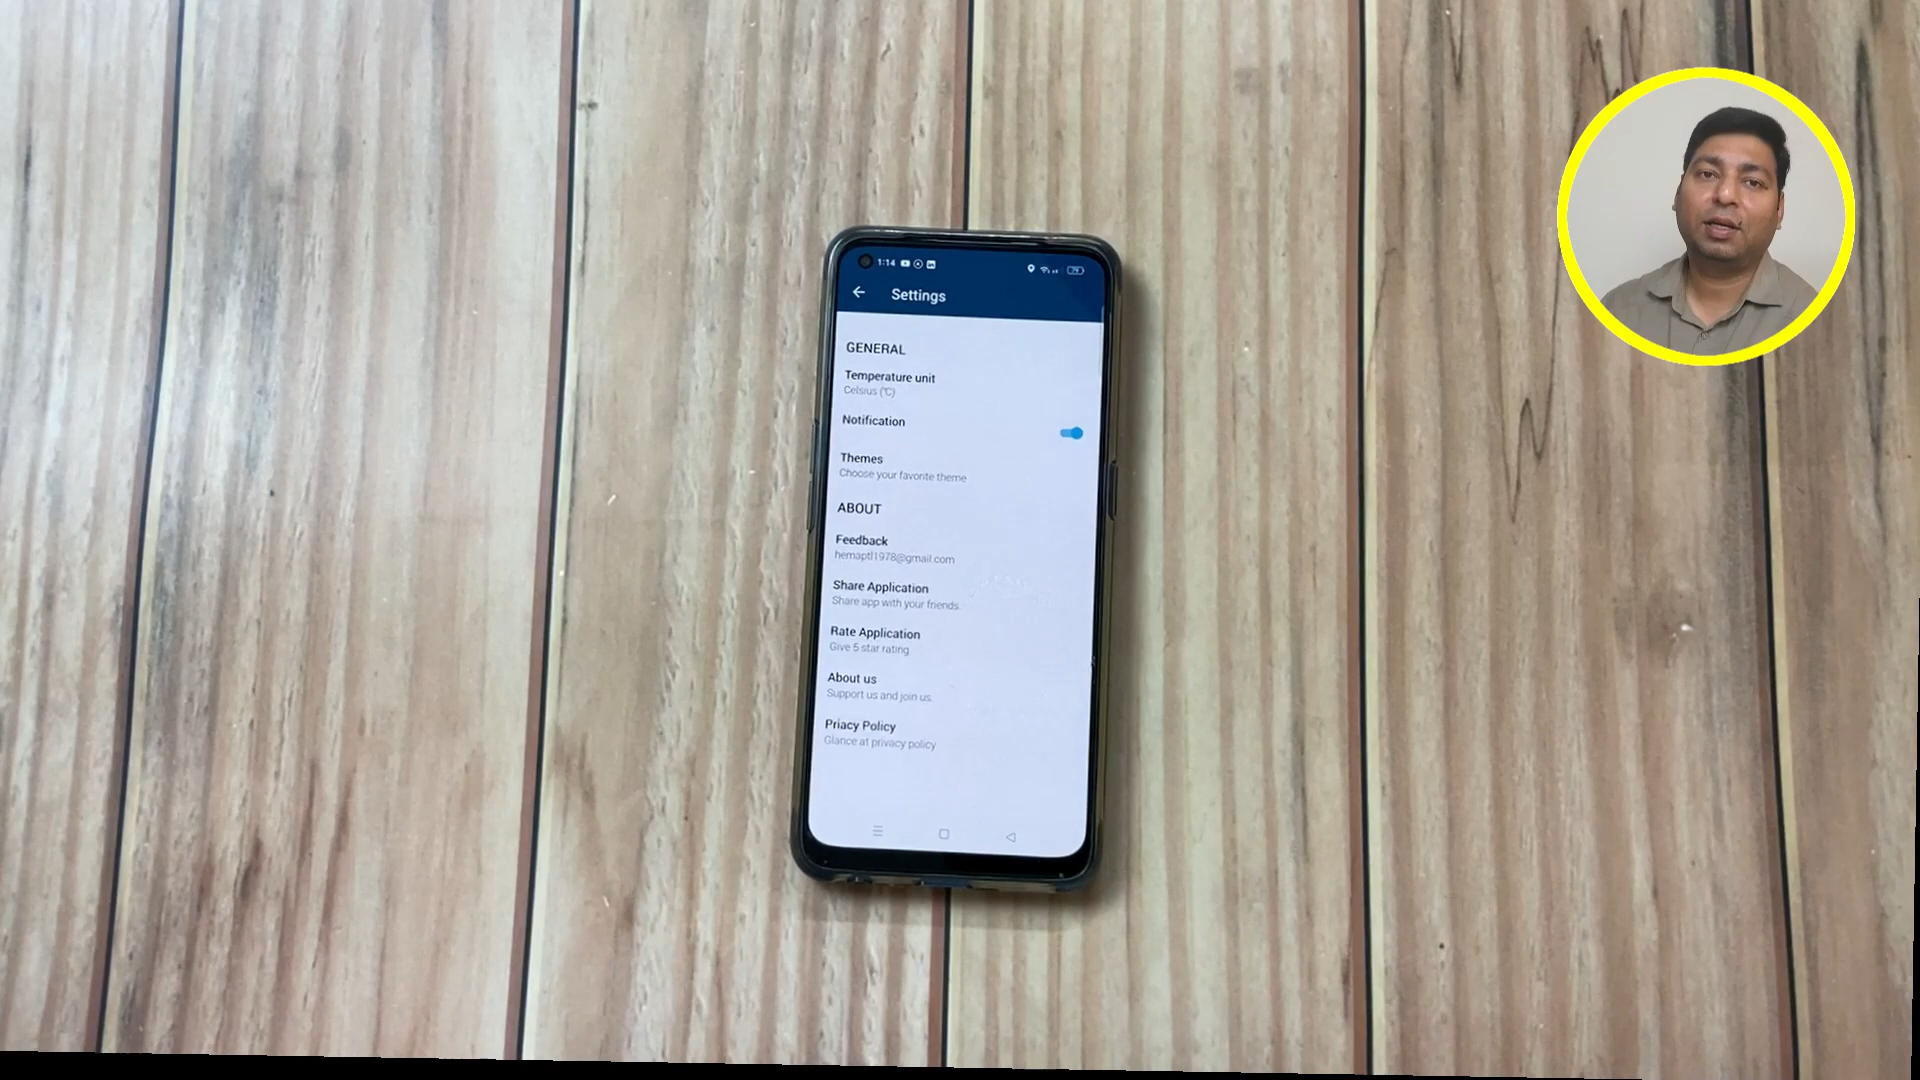 1:14
79
Settings
GENERAL
Temperature unit
Celsius (°C)
Notification
Themes
Choose your favorite theme
ABOUT
Feedback
hemaptl1978@gmail.com
Share Application
Share app with your friends.
Rate Application
Give 5 star rating
About us
Support us and join us.
Priacy Policy
Glance at privacy policy